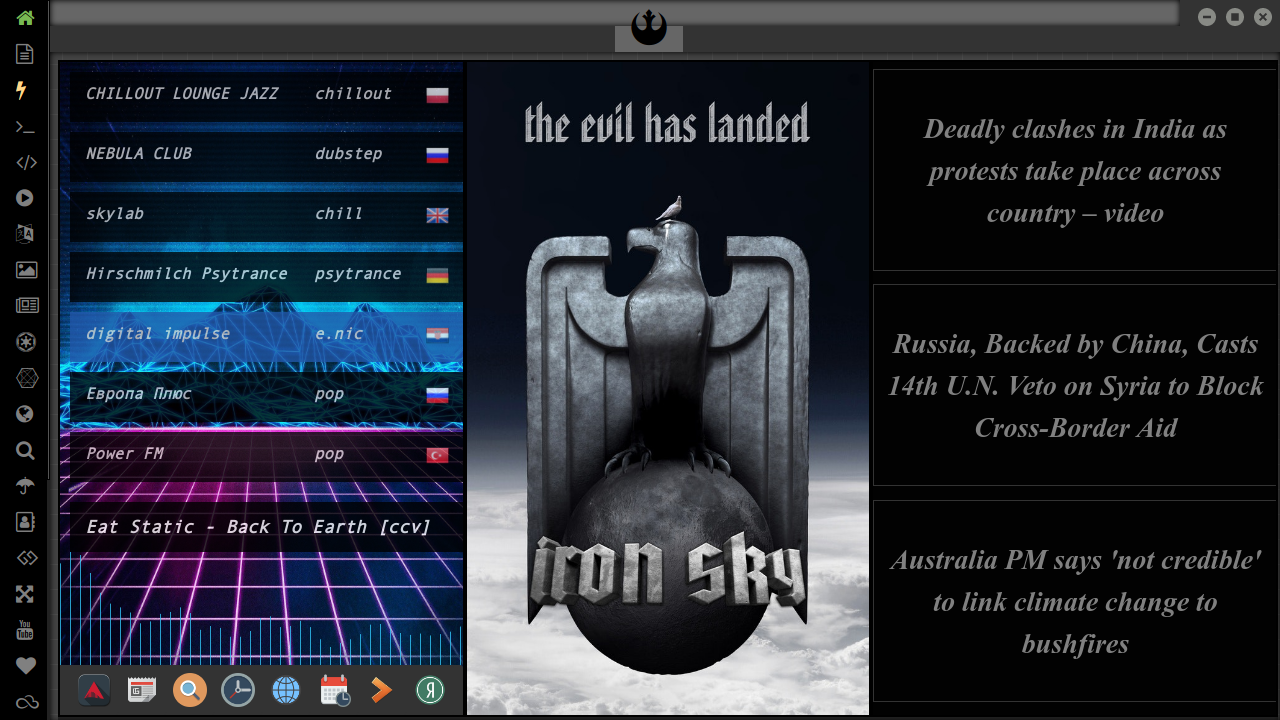 CHILLOUT LOUNGE JAZZ chillout
NEBULA CLUB dubstep
skylab chill
Hirschmilch Psytrance psytrance
digital impulse e.nic
Европа Плюс pop
Power FM pop
Eat Static - Back To Earth [ccv]
the evil has landed
iron sky
Deadly clashes in India as
protests take place across
country – video
Russia, Backed by China, Casts
14th U.N. Veto on Syria to Block
Cross-Border Aid
Australia PM says 'not credible'
to link climate change to
bushfires
You
Tube
Я